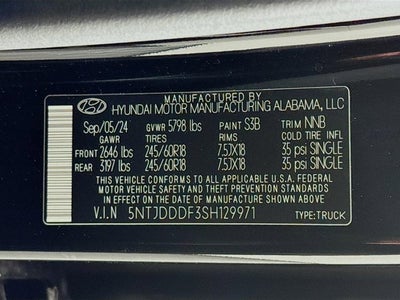 MANUFACTURED BY
HYUNDAI MOTOR MANUFACTURING ALABAMA, LLC
Sep/05/24 GVWR 5798 lbs PAINT S3B TRIM NNB
GAWR TIRES RIMS COLD TIRE INFL
FRONT 2646 lbs 245/60R18 7.5JX18 35 psi SINGLE
REAR 3197 lbs 245/60R18 7.5JX18 35 psi SINGLE
THIS VEHICLE CONFORMS TO ALL APPLICABLE U.S.A. FEDERAL
MOTOR VEHICLE SAFETY AND THEFT PREVENTION STANDARDS
IN EFFECT ON THE DATE OF MANUFACTURE SHOWN ABOVE.
V.I.N 5NTJDDDF3SH129971 TYPE:TRUCK